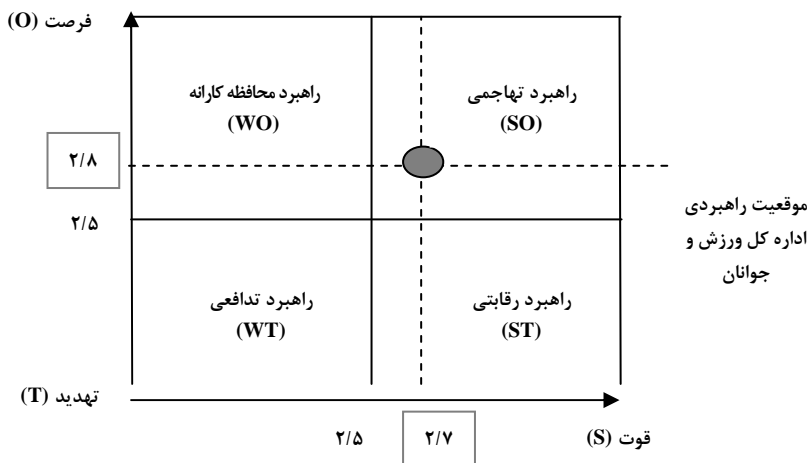 فرصت (O)
راهبرد محافظه کارانه
(WO)
راهبرد تهاجمی
(SO)
۲/۸
۲/۵
موقعیت راهبردی
اداره کل ورزش و
جوانان
راهبرد تدافعی
(WT)
راهبرد رقابتی
(ST)
تهدید (T)
۲/۵
۲/۷
قوت (S)